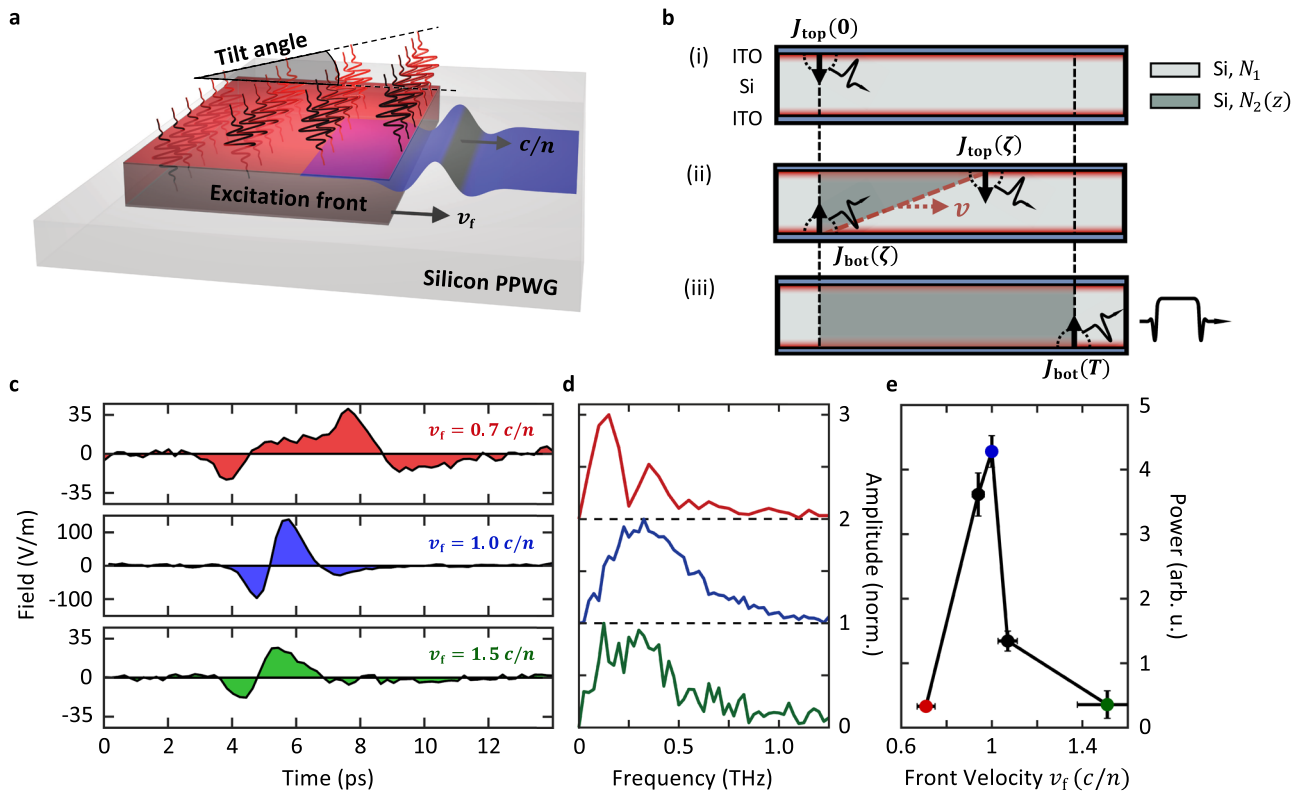 a
Tilt angle
c/n
Excitation front
v_f
Silicon PPWG
b
J_top(0)
(i)
ITO
Si
ITO
Si, N_1
Si, N_2(z)
J_top(ζ)
(ii)
v
J_bot(ζ)
(iii)
J_bot(T)
c
35
0
-35
v_f = 0.7 c/n
100
0
-100
v_f = 1.0 c/n
35
0
-35
v_f = 1.5 c/n
Field (V/m)
0 2 4 6 8 10 12
Time (ps)
d
3
2
1
0
Amplitude (norm.)
0 0.5 1.0
Frequency (THz)
e
5
4
3
2
1
0
Power (arb. u.)
0.6 1 1.4
Front Velocity v_f (c/n)